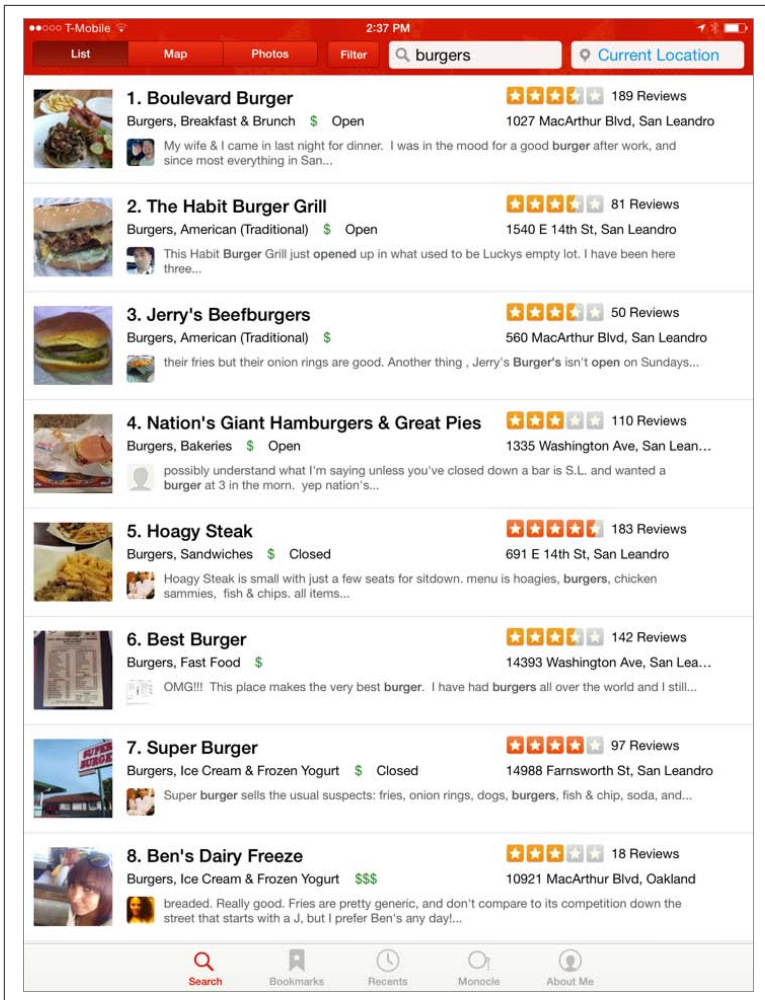 T-Mobile 2:37 PM
List Map Photos Filter burgers Current Location
1. Boulevard Burger 189 Reviews
Burgers, Breakfast & Brunch $ Open 1027 MacArthur Blvd, San Leandro
My wife & I came in last night for dinner. I was in the mood for a good burger after work, and
since most everything in San...
2. The Habit Burger Grill 81 Reviews
Burgers, American (Traditional) $ Open 1540 E 14th St, San Leandro
This Habit Burger Grill just opened up in what used to be Luckys empty lot. I have been here
three...
3. Jerry's Beefburgers 50 Reviews
Burgers, American (Traditional) $ 560 MacArthur Blvd, San Leandro
their fries but their onion rings are good. Another thing , Jerry's Burger's isn't open on Sundays...
4. Nation's Giant Hamburgers & Great Pies 110 Reviews
Burgers, Bakeries $ Open 1335 Washington Ave, San Lean...
possibly understand what I'm saying unless you've closed down a bar is S.L. and wanted a
burger at 3 in the morn. yep nation's...
5. Hoagy Steak 183 Reviews
Burgers, Sandwiches $ Closed 691 E 14th St, San Leandro
Hoagy Steak is small with just a few seats for sitdown. menu is hoagies, burgers, chicken
sammies, fish & chips. all items...
6. Best Burger 142 Reviews
Burgers, Fast Food $ 14393 Washington Ave, San Lea...
OMG!!! This place makes the very best burger. I have had burgers all over the world and I still...
SUPER
BURGE
7. Super Burger 97 Reviews
Burgers, Ice Cream & Frozen Yogurt $ Closed 14988 Farnsworth St, San Leandro
Super burger sells the usual suspects: fries, onion rings, dogs, burgers, fish & chip, soda, and...
8. Ben's Dairy Freeze 18 Reviews
Burgers, Ice Cream & Frozen Yogurt $$$ 10921 MacArthur Blvd, Oakland
breaded. Really good. Fries are pretty generic, and don't compare to its competition down the
street that starts with a J, but I prefer Ben's any day!...
Search Bookmarks Recents Monocle About Me